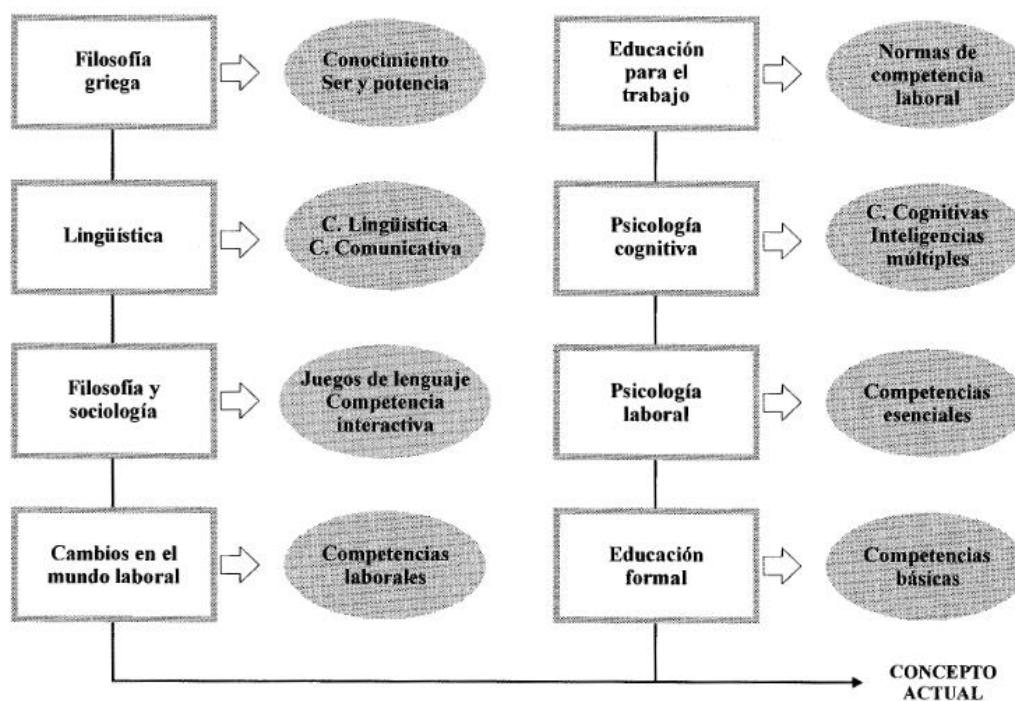 Filosofía
griega
Conocimiento
Ser y potencia
Lingüística
C. Lingüística
C. Comunicativa
Filosofía y
sociología
Juegos de lenguaje
Competencia
interactiva
Cambios en el
mundo laboral
Competencias
laborales
Educación
para el
trabajo
Normas de
competencia
laboral
Psicología
cognitiva
C. Cognitivas
Inteligencias
múltiples
Psicología
laboral
Competencias
esenciales
Educación
formal
Competencias
básicas
CONCEPTO
ACTUAL